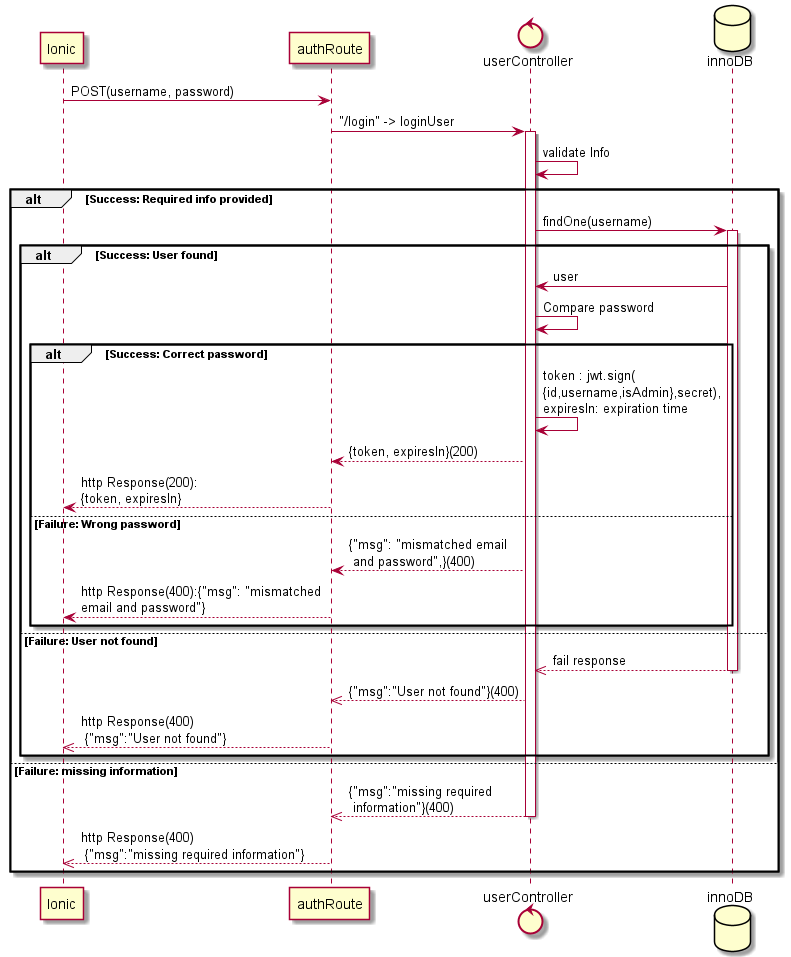 Ionic
authRoute
userController
innoDB
POST(username, password)
"/login" -> loginUser
validate Info
alt
[Success: Required info provided]
findOne(username)
alt
[Success: User found]
user
Compare password
alt
[Success: Correct password]
token : jwt.sign(
{id,username,isAdmin},secret),
expiresIn: expiration time
{token, expiresIn}(200)
http Response(200):
{token, expiresIn}
[Failure: Wrong password]
{"msg": "mismatched email
and password",}(400)
http Response(400):{"msg": "mismatched
email and password"}
[Failure: User not found]
fail response
{"msg":"User not found"}(400)
http Response(400)
{"msg":"User not found"}
[Failure: missing information]
{"msg":"missing required
information"}(400)
http Response(400)
{"msg":"missing required information"}
Ionic
authRoute
userController
innoDB